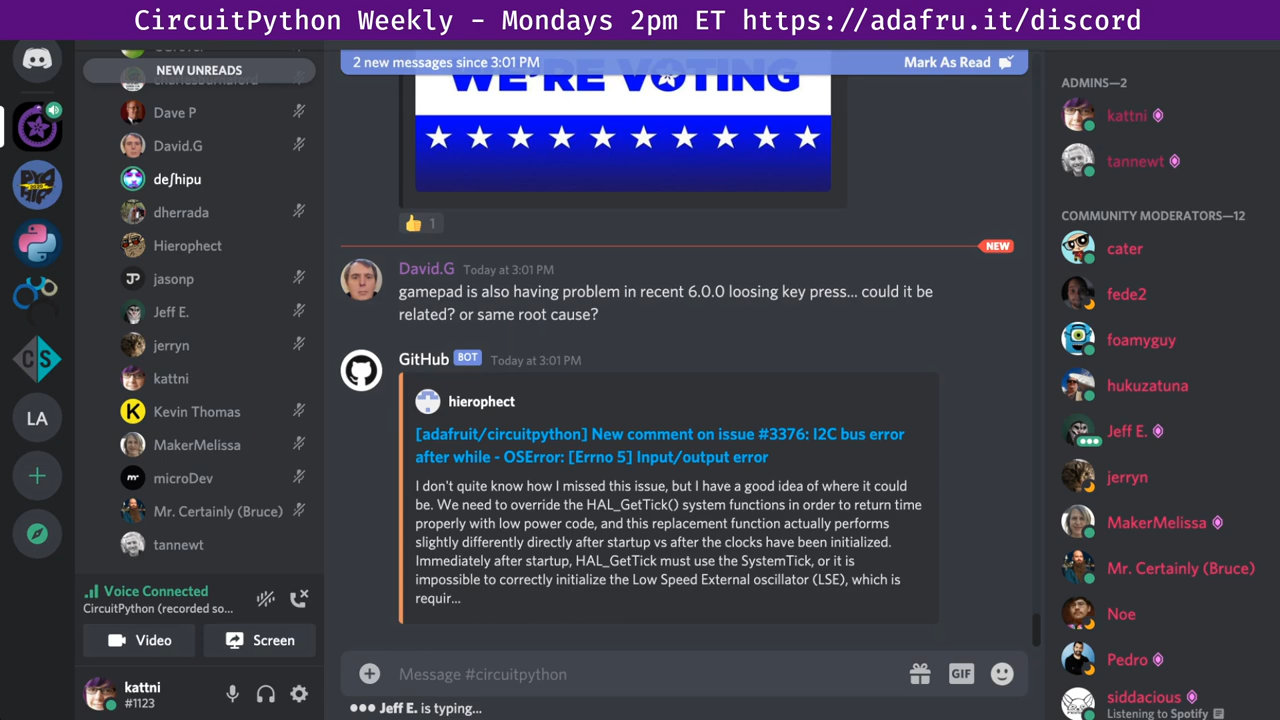 CircuitPython Weekly – Mondays 2pm ET https://adafru.it/discord
NEW UNREADS
Dave P
David.G
deʃhipu
dherrada
Hierophect
jasonp
Jeff E.
jerryn
kattni
Kevin Thomas
MakerMelissa
microDev
Mr. Certainly (Bruce)
tannewt
Voice Connected
CircuitPython (recorded so...
Video
Screen
kattni
#1123
LA
CS
JP
K
2 new messages since 3:01 PM
Mark As Read
WE'RE VOTING
1
NEW
David.G Today at 3:01 PM
gamepad is also having problem in recent 6.0.0 loosing key press... could it be
related? or same root cause?
GitHub BOT Today at 3:01 PM
hierophect
[adafruit/circuitpython] New comment on issue #3376: I2C bus error
after while - OSError: [Errno 5] Input/output error
I don't quite know how I missed this issue, but I have a good idea of where it could
be. We need to override the HAL_GetTick() system functions in order to return time
properly with low power code, and this replacement function actually performs
slightly differently directly after startup vs after the clocks have been initialized.
Immediately after startup, HAL_GetTick must use the SystemTick, or it is
impossible to correctly initialize the Low Speed External oscillator (LSE), which is
requir...
Message #circuitpython
GIF
Jeff E. is typing...
ADMINS—2
kattni
tannewt
COMMUNITY MODERATORS—12
cater
fede2
foamyguy
hukuzatuna
Jeff E.
jerryn
MakerMelissa
Mr. Certainly (Bruce)
Noe
Pedro
siddacious
Listening to Spotify